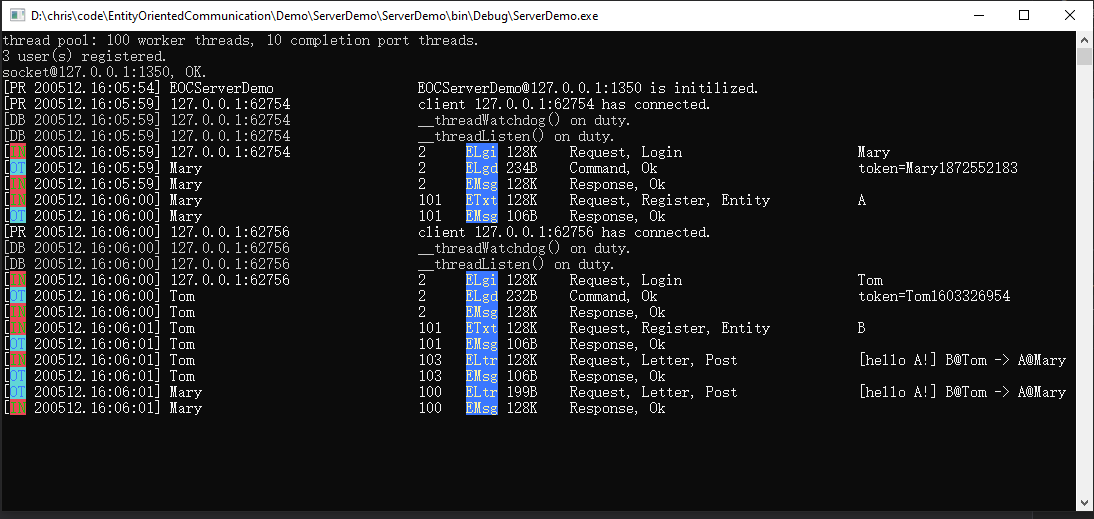 D:\chris\code\EntityOrientedCommunication\Demo\ServerDemo\ServerDemo\bin\Debug\ServerDemo.exe
thread pool: 100 worker threads, 10 completion port threads.
3 user(s) registered.
socket@127.0.0.1:1350, OK.
[PR 200512.16:05:54] EOCServerDemo EOCServerDemo@127.0.0.1:1350 is initilized.
[PR 200512.16:05:59] 127.0.0.1:62754 client 127.0.0.1:62754 has connected.
[DB 200512.16:05:59] 127.0.0.1:62754 __threadWatchdog() on duty.
[DB 200512.16:05:59] 127.0.0.1:62754 __threadListen() on duty.
[ 200512.16:05:59] 127.0.0.1:62754 2 ELgi 128K Request, Login Mary
[OT 200512.16:05:59] Mary 2 ELgd 234B Command, Ok token=Mary1872552183
[ 200512.16:05:59] Mary 2 EMsg 128K Response, Ok
[ 200512.16:06:00] Mary 101 ETxt 128K Request, Register, Entity A
[OT 200512.16:06:00] Mary 101 EMsg 106B Response, Ok
[PR 200512.16:06:00] 127.0.0.1:62756 client 127.0.0.1:62756 has connected.
[DB 200512.16:06:00] 127.0.0.1:62756 __threadWatchdog() on duty.
[DB 200512.16:06:00] 127.0.0.1:62756 __threadListen() on duty.
[ 200512.16:06:00] 127.0.0.1:62756 2 ELgi 128K Request, Login Tom
[OT 200512.16:06:00] Tom 2 ELgd 232B Command, Ok token=Tom1603326954
[ 200512.16:06:00] Tom 2 EMsg 128K Response, Ok
[ 200512.16:06:01] Tom 101 ETxt 128K Request, Register, Entity B
[OT 200512.16:06:01] Tom 101 EMsg 106B Response, Ok
[ 200512.16:06:01] Tom 103 ELtr 128K Request, Letter, Post [hello A!] B@Tom -> A@Mary
[OT 200512.16:06:01] Tom 103 EMsg 106B Response, Ok
[OT 200512.16:06:01] Mary 100 ELtr 199B Request, Letter, Post [hello A!] B@Tom -> A@Mary
[ 200512.16:06:01] Mary 100 EMsg 128K Response, Ok